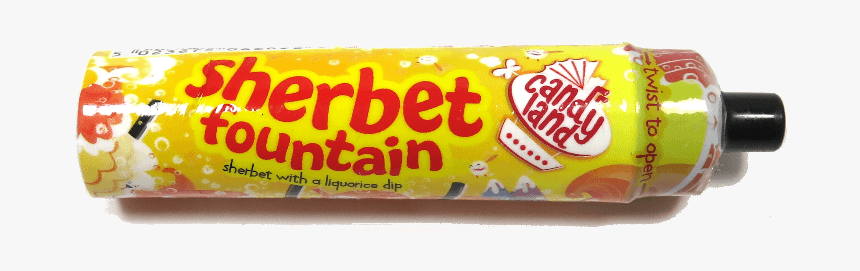 sherbet
fountain
sherbet with a liquorice dip
candy
land
twist to open